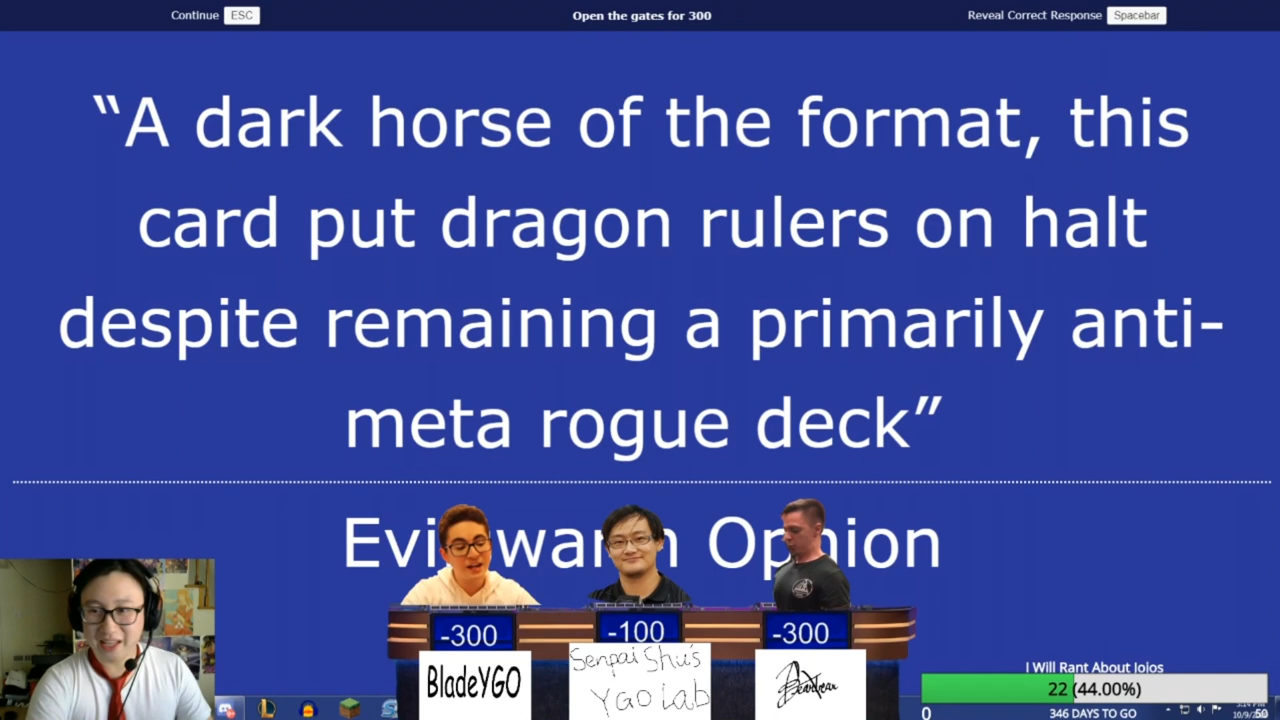 Continue ESC
Open the gates for 300
Reveal Correct Response Spacebar
“A dark horse of the format, this
card put dragon rulers on halt
despite remaining a primarily anti-
meta rogue deck”
-300
-100
-300
BladeYGO
Senpai Shu's
YGO Lab
I Will Rant About Jojos
22 (44.00%)
0
346 DAYS TO GO
50